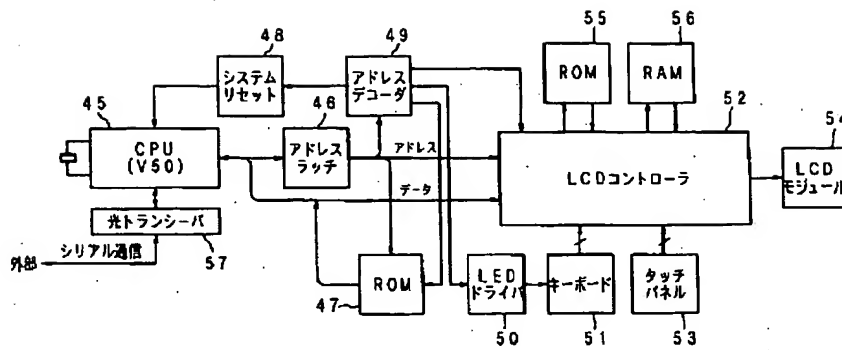 55
56
48
49
ROM
RAM
システム
リセット
アドレス
デコーダ
52
45
46
54
CPU
(V50)
アドレス
ラッチ
アドレス
LCDコントローラ
LCD
モジュール
データ
光トランシーバ
シリアル通信
57
外部
ROM
LED
ドライバ
キーボード
タッチ
パネル
47
50
51
53